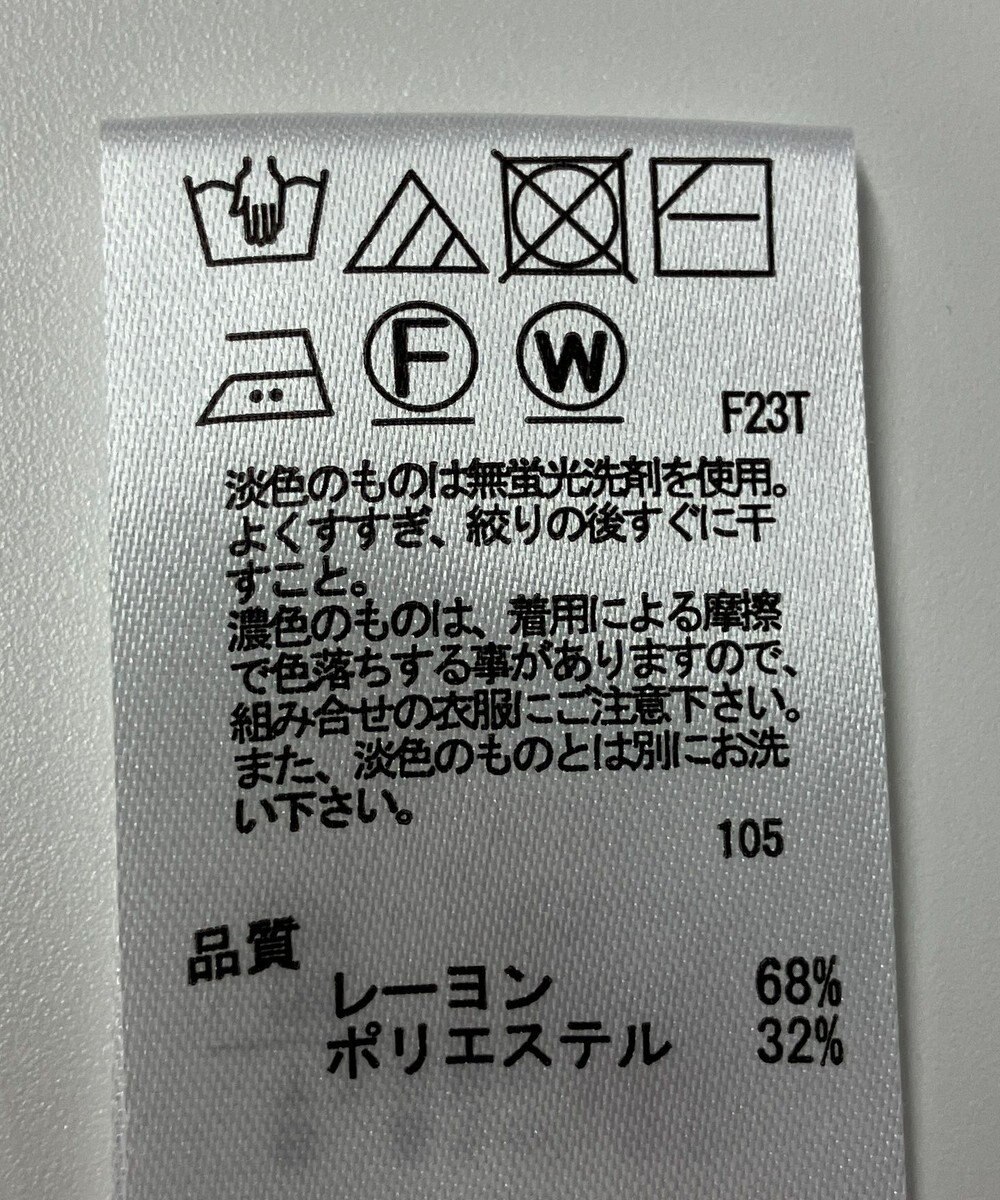 F
W
F23T
淡色のものは無蛍光洗剤を使用。
よくすすぎ、絞りの後すぐに干
すこと。
濃色のものは、着用による摩擦
で色落ちする事がありますので、
組み合せの衣服にご注意下さい。
また、淡色のものとは別にお洗
い下さい。
105
品質
レーヨン 68%
ポリエステル 32%